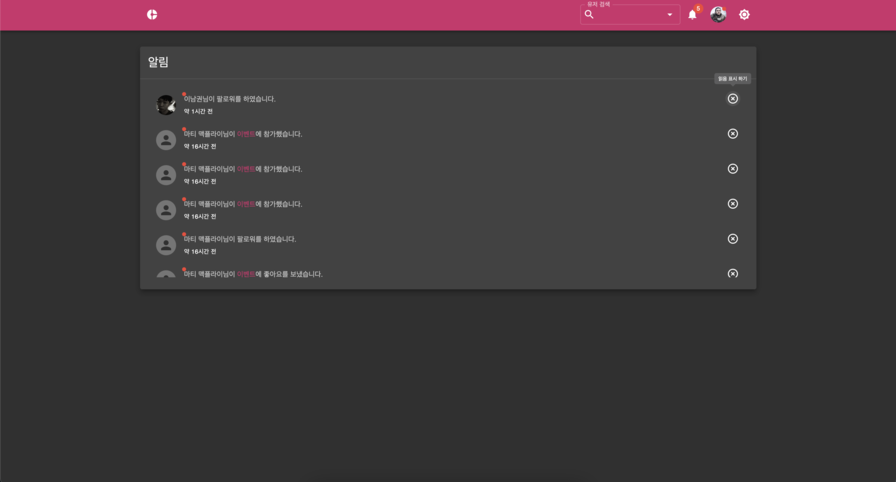 유저 검색
5
알림
읽음 표시 하기
이남권님이 팔로워를 하였습니다.
약 1시간 전
마티 맥플라이님이 이벤트에 참가했습니다.
약 16시간 전
마티 맥플라이님이 이벤트에 참가했습니다.
약 16시간 전
마티 맥플라이님이 이벤트에 참가했습니다.
약 16시간 전
마티 맥플라이님이 팔로워를 하였습니다.
약 16시간 전
마티 맥플라이님이 이벤트에 좋아요를 보냈습니다.